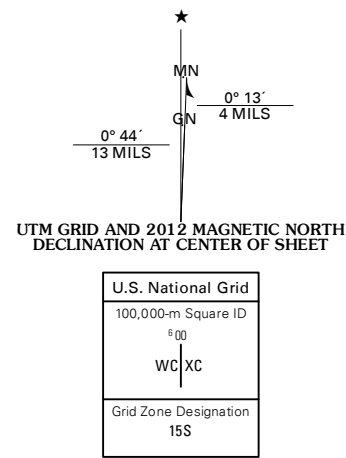 ★
MN
0° 13´
4 MILS
GN
0° 44´
13 MILS
UTM GRID AND 2012 MAGNETIC NORTH
DECLINATION AT CENTER OF SHEET
U.S. National Grid
100,000-m Square ID
⁶00
WC XC
Grid Zone Designation
15S